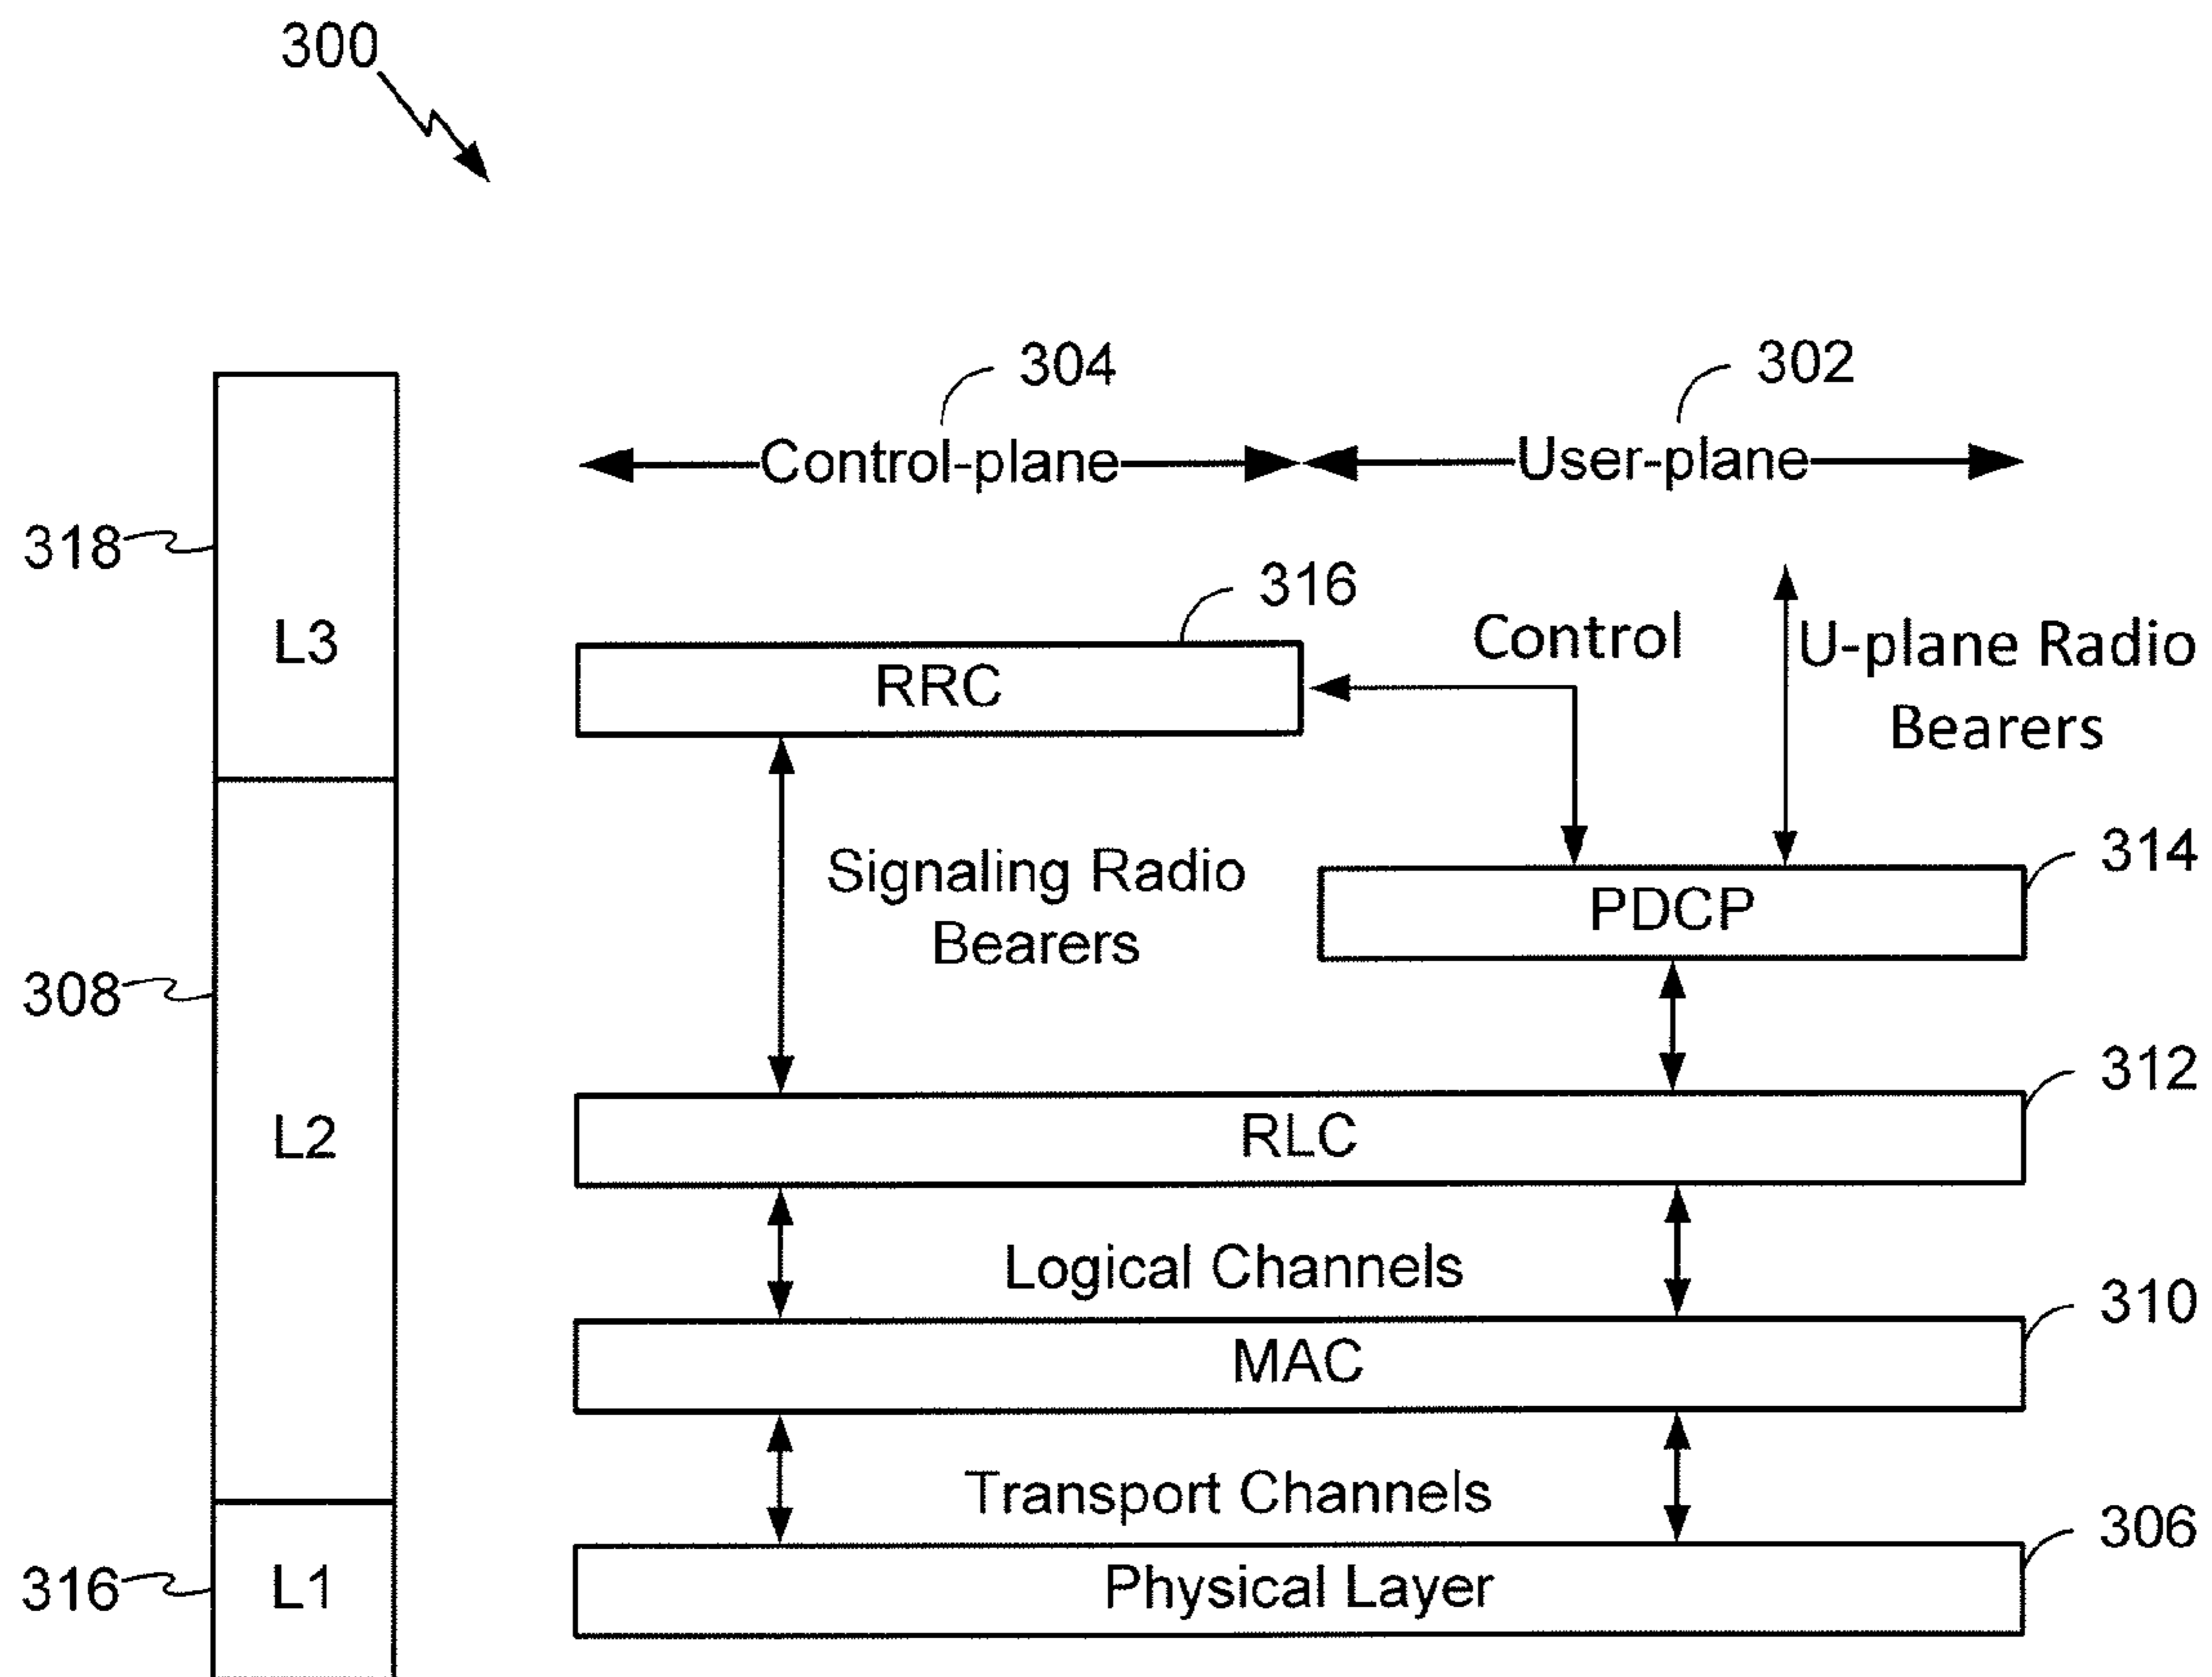 300
304
302
Control-plane
User-plane
318
L3
316
RRC
Control
U-plane Radio
Bearers
314
PDCP
Signaling Radio
Bearers
308
L2
312
RLC
Logical Channels
310
MAC
Transport Channels
306
316
L1
Physical Layer